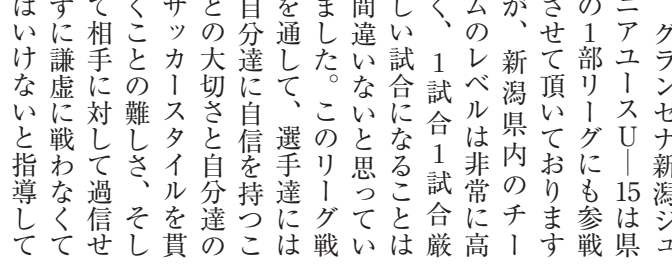 グランセナ新潟ジュ
ニアユースU―15は県
の1部リーグにも参戦
させて頂いております
が、新潟県内のチー
ムのレベルは非常に高
く、1試合1試合厳
しい試合になることは
間違いないと思ってい
ました。このリーグ戦
を通して、選手達には
自分達に自信を持つこ
との大切さと自分達の
サッカースタイルを貫
くことの難しさ、そし
て相手に対して過信せ
ずに謙虚に戦わなくて
はいけないと指導して